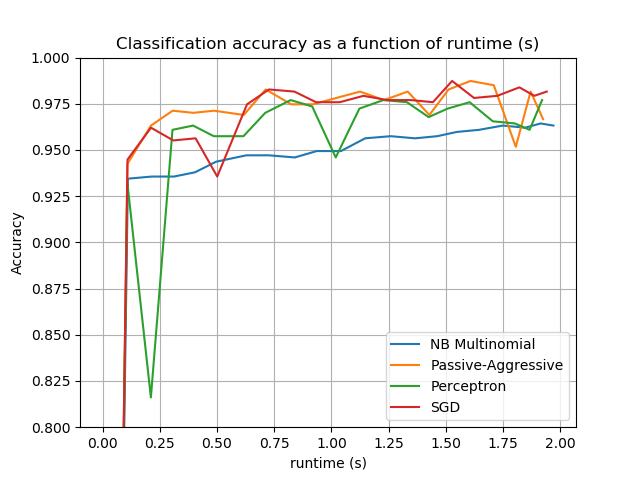 Classification accuracy as a function of runtime (s)
1.000
0.975
0.950
0.925
0.900
0.875
0.850
0.825
0.800
Accuracy
NB Multinomial
Passive-Aggressive
Perceptron
SGD
0.00 0.25 0.50 0.75 1.00 1.25 1.50 1.75 2.00
runtime (s)